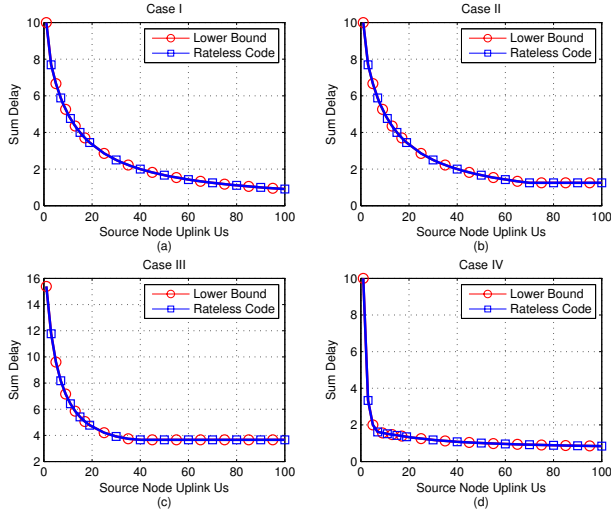 Case I
Sum Delay
10
8
6
4
2
0
Lower Bound
Rateless Code
0 20 40 60 80 100
Source Node Uplink Us
(a)
Case II
Sum Delay
10
8
6
4
2
0
Lower Bound
Rateless Code
0 20 40 60 80 100
Source Node Uplink Us
(b)
Case III
Sum Delay
16
14
12
10
8
6
4
2
Lower Bound
Rateless Code
0 20 40 60 80 100
Source Node Uplink Us
(c)
Case IV
Sum Delay
10
8
6
4
2
0
Lower Bound
Rateless Code
0 20 40 60 80 100
Source Node Uplink Us
(d)